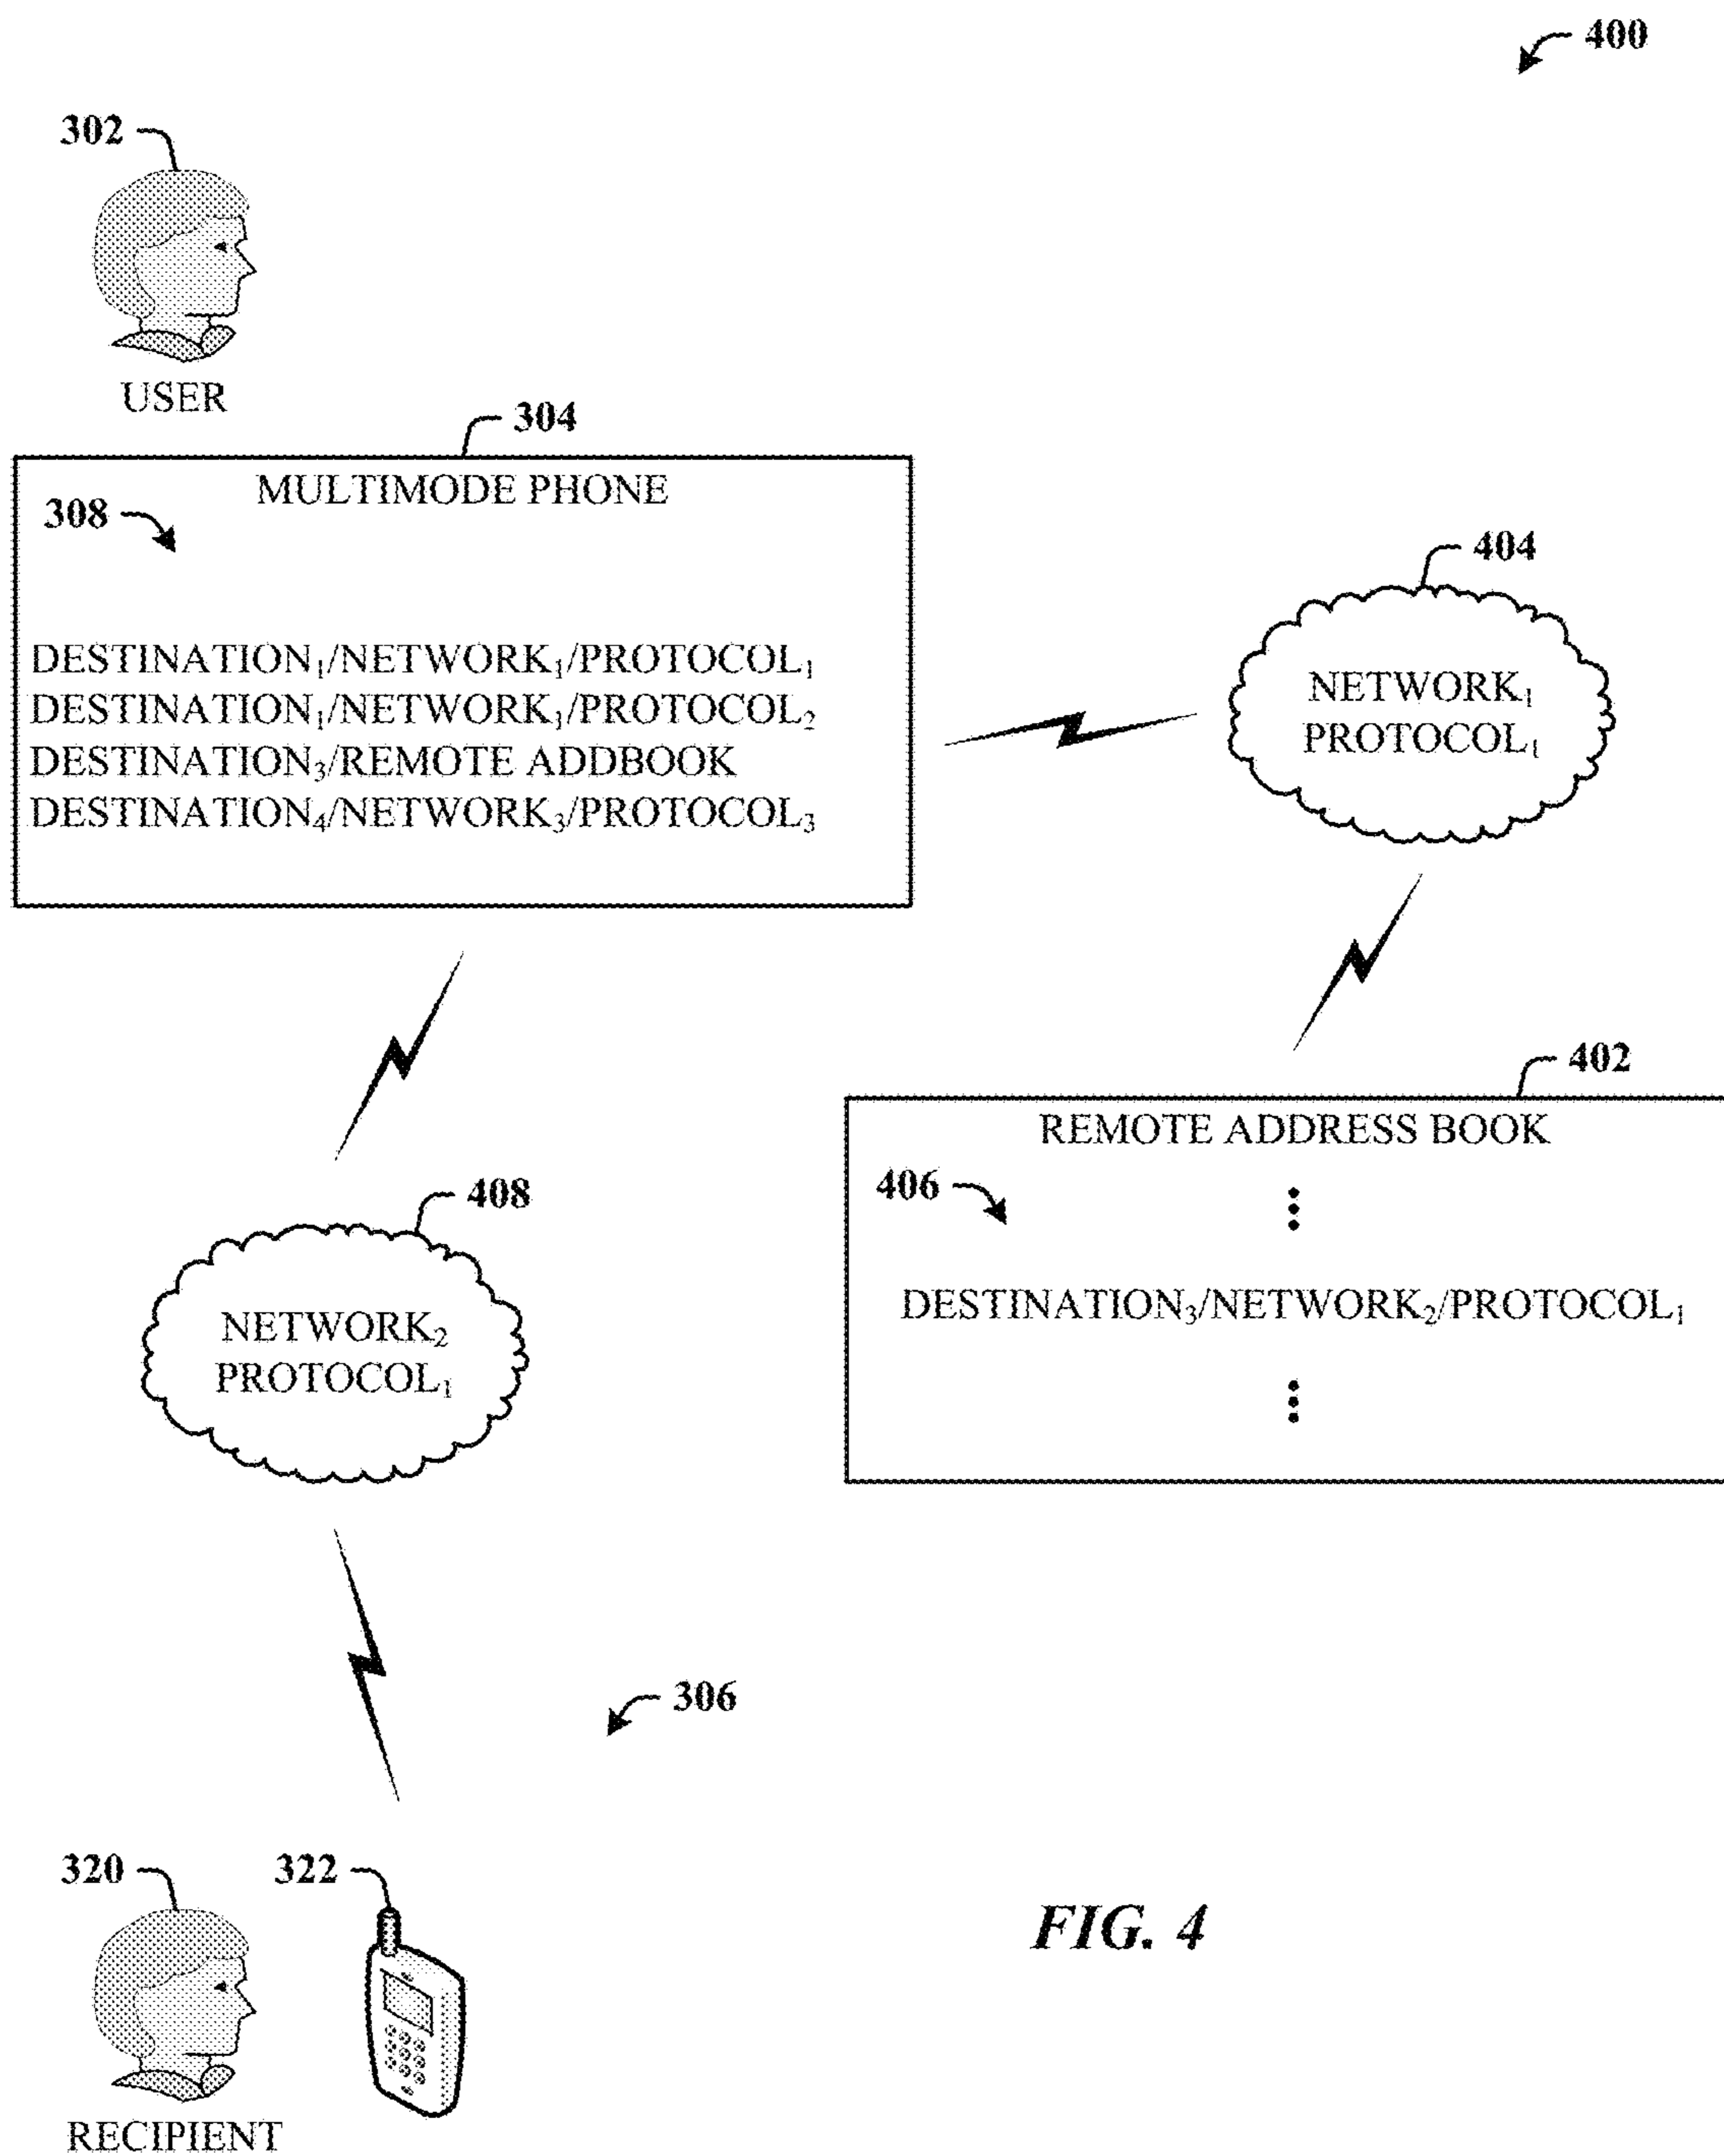 400
302
USER
304
MULTIMODE PHONE
308
DESTINATION₁/NETWORK₁/PROTOCOL₁
DESTINATION₁/NETWORK₁/PROTOCOL₂
DESTINATION₃/REMOTE ADDBOOK
DESTINATION₄/NETWORK₃/PROTOCOL₃
404
NETWORK₁
PROTOCOL₁
402
REMOTE ADDRESS BOOK
406
DESTINATION₃/NETWORK₂/PROTOCOL₁
408
NETWORK₂
PROTOCOL₁
306
320
322
RECIPIENT
FIG. 4